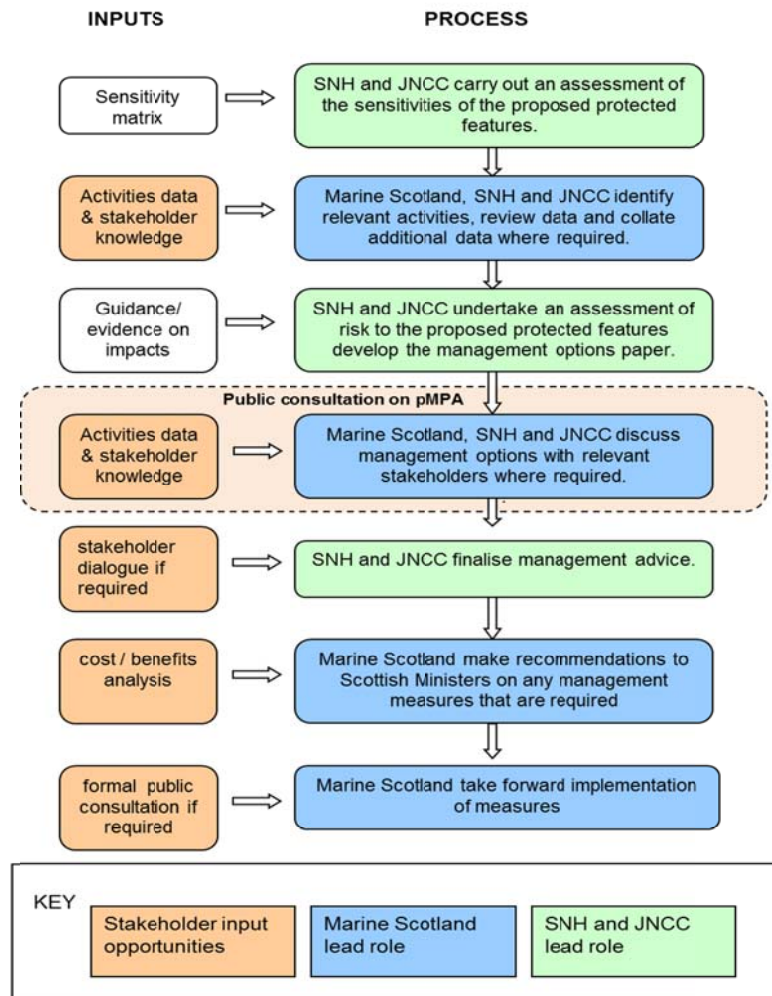 INPUTS
PROCESS
Sensitivity
matrix
SNH and JNCC carry out an assessment of
the sensitivities of the proposed protected
features.
Activities data
& stakeholder
knowledge
Marine Scotland, SNH and JNCC identify
relevant activities, review data and collate
additional data where required.
Guidance/
evidence on
impacts
SNH and JNCC undertake an assessment of
risk to the proposed protected features
develop the management options paper.
Public consultation on pMPA
Activities data
& stakeholder
knowledge
Marine Scotland, SNH and JNCC discuss
management options with relevant
stakeholders where required.
stakeholder
dialogue if
required
SNH and JNCC finalise management advice.
cost / benefits
analysis
Marine Scotland make recommendations to
Scottish Ministers on any management
measures that are required
formal public
consultation if
required
Marine Scotland take forward implementation
of measures
KEY
Stakeholder input
opportunities
Marine Scotland
lead role
SNH and JNCC
lead role